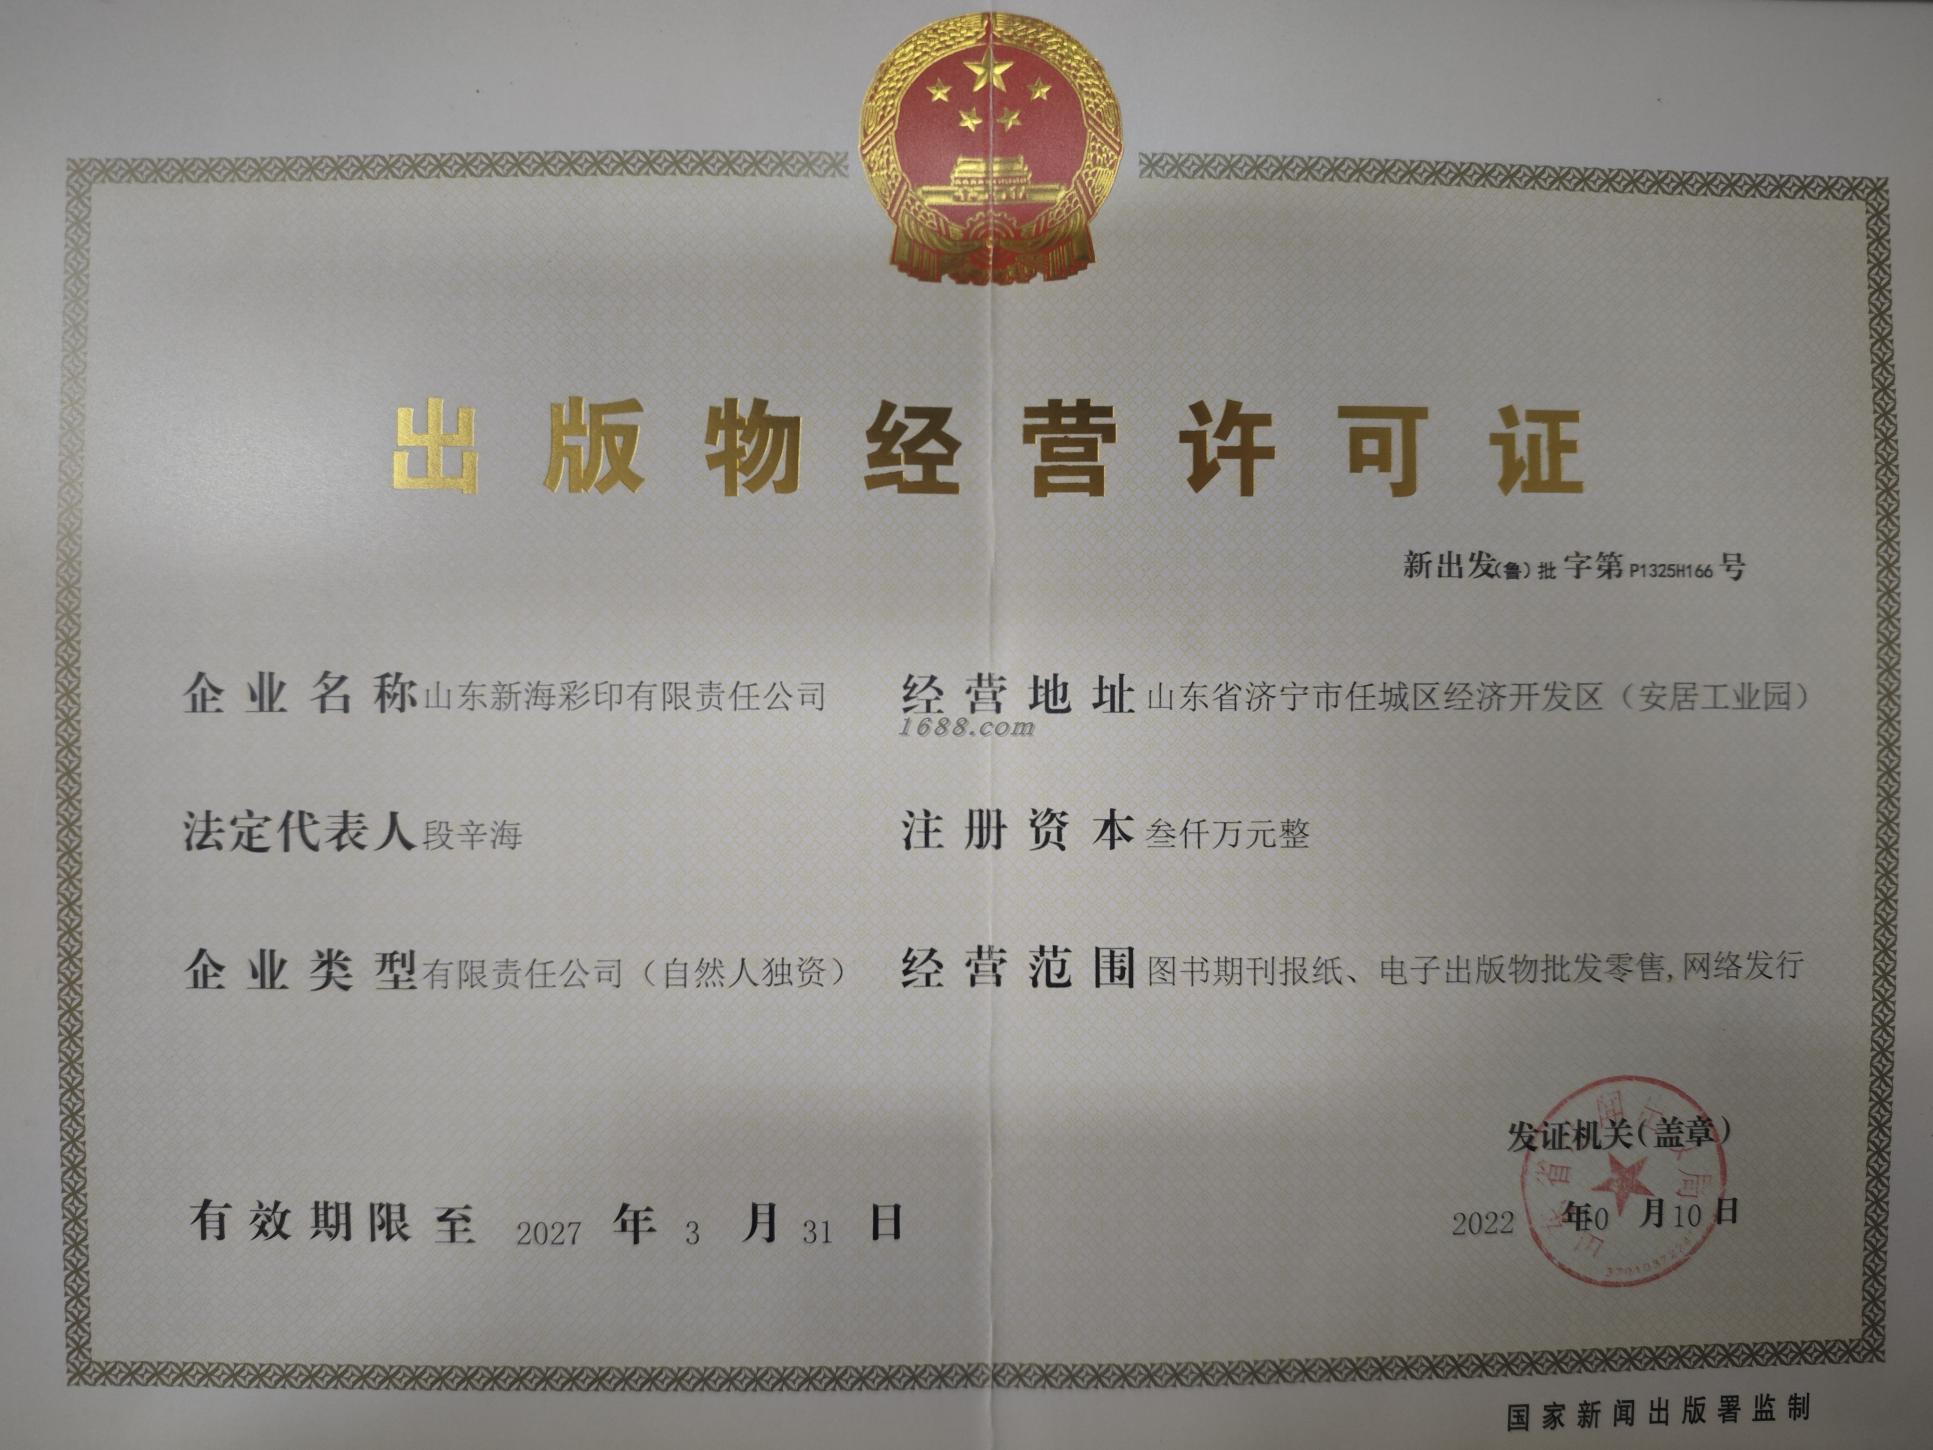 出版物经营许可证
新出发(鲁)批字第P1325H166号
企业名称 山东新海彩印有限责任公司
经营地址 山东省济宁市任城区经济开发区（安居工业园）
1688.com
法定代表人 段辛海
注册资本 叁仟万元整
企业类型 有限责任公司（自然人独资）
经营范围 图书期刊报纸、电子出版物批发零售,网络发行
发证机关(盖章)
有效期限至 2027 年 3 月 31 日
2022 年 10 月 10 日
国家新闻出版署监制